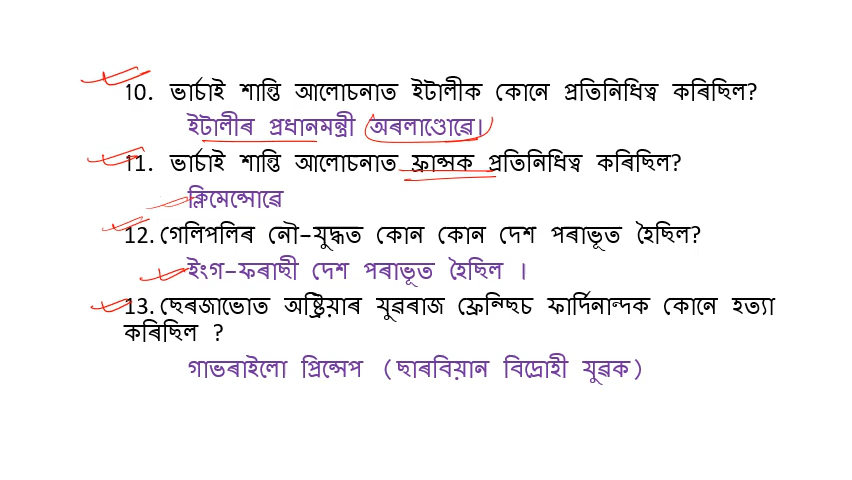 10. ভাৰ্চাই শান্তি আলোচনাত ইটালীক কোনে প্ৰতিনিধিত্ব কৰিছিল?
ইটালীৰ প্ৰধানমন্ত্ৰী অৰলাণ্ডোৱে।
11. ভাৰ্চাই শান্তি আলোচনাত ফ্ৰান্সক প্ৰতিনিধিত্ব কৰিছিল?
ক্লিমেন্সোৱে
12. গেলিপলিৰ নৌ-যুদ্ধত কোন কোন দেশ পৰাভূত হৈছিল?
ইংগ-ফৰাছী দেশ পৰাভূত হৈছিল ।
13. ছেৰজাভোত অষ্ট্ৰিয়াৰ যুৱৰাজ ফ্ৰেন্সিছচ ফাৰ্দিনান্দক কোনে হত্যা
কৰিছিল ?
গাভৰাইলো প্ৰিন্সেপ (ছাৰবিয়ান বিদ্ৰোহী যুৱক)